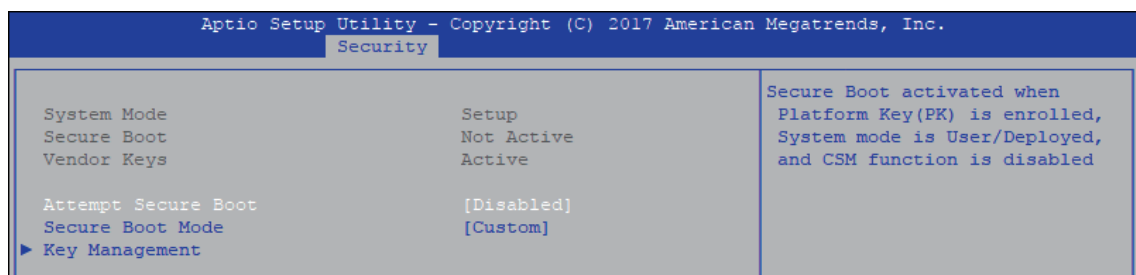 Aptio Setup Utility - Copyright (C) 2017 American Megatrends, Inc.
Security
System Mode Setup
Secure Boot Not Active
Vendor Keys Active
Attempt Secure Boot [Disabled]
Secure Boot Mode [Custom]
► Key Management
Secure Boot activated when
Platform Key(PK) is enrolled,
System mode is User/Deployed,
and CSM function is disabled